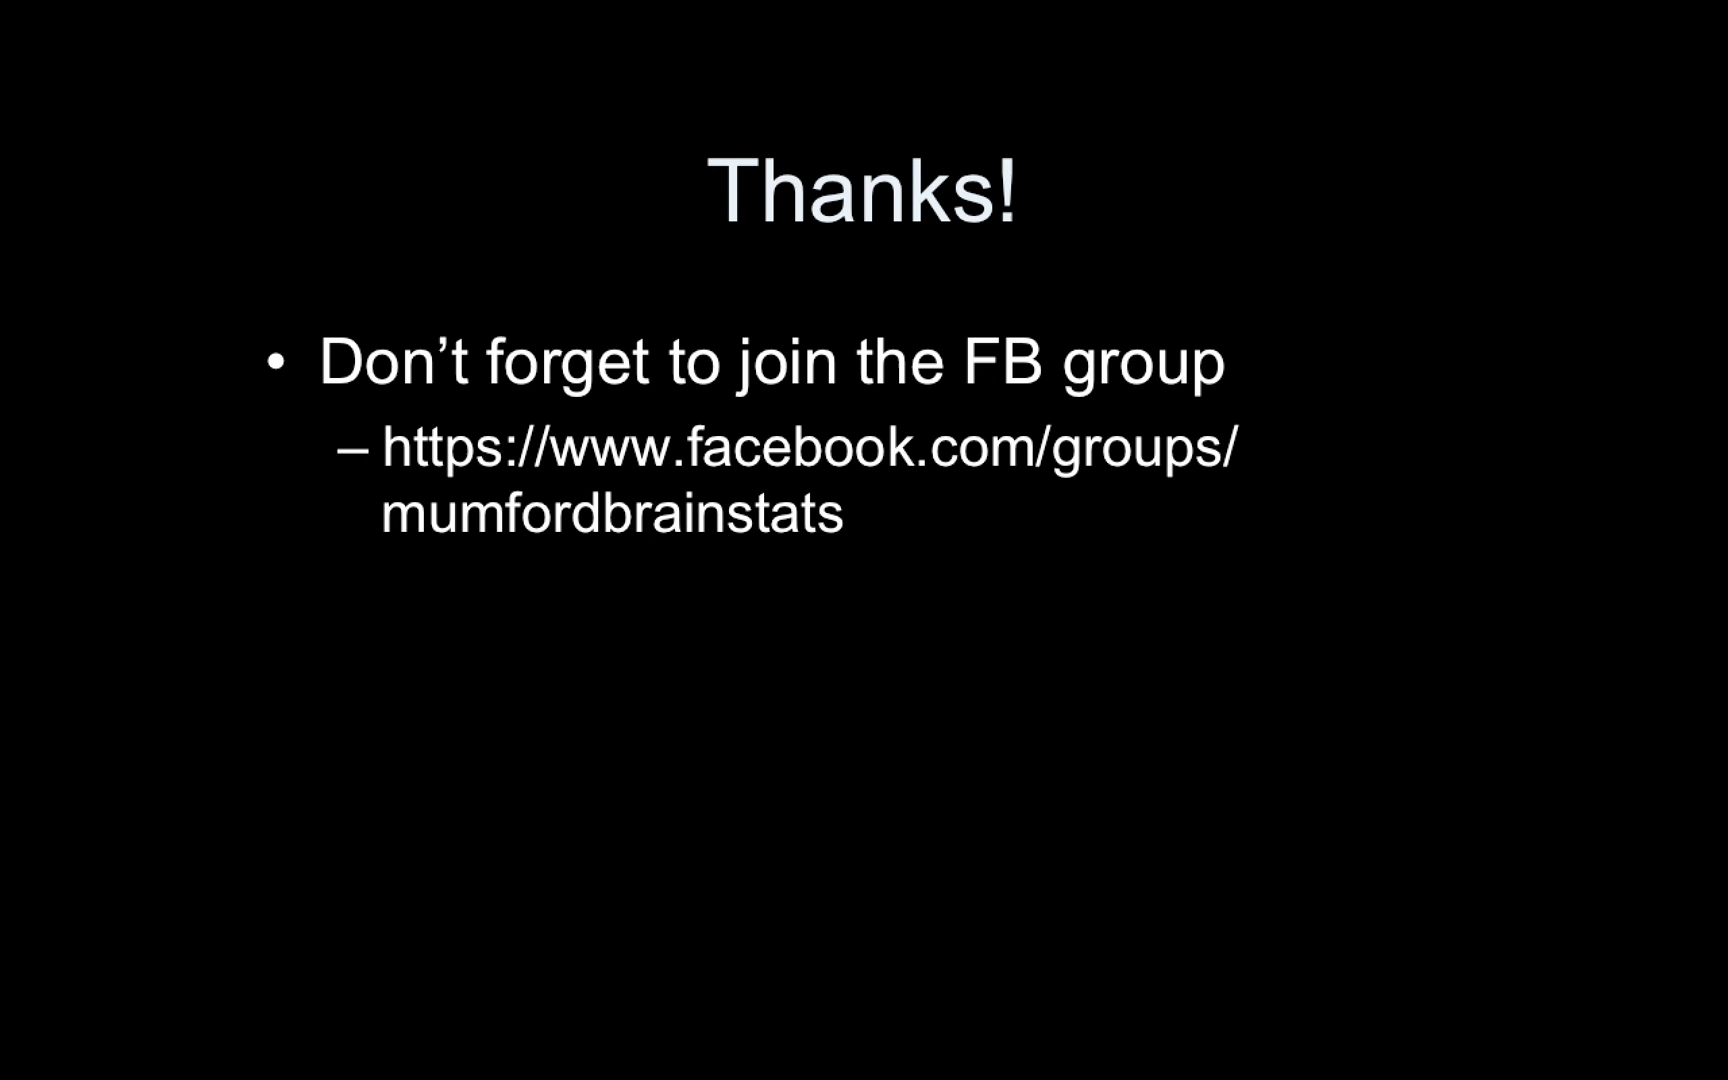 Thanks!
• Don’t forget to join the FB group
– https://www.facebook.com/groups/
mumfordbrainstats